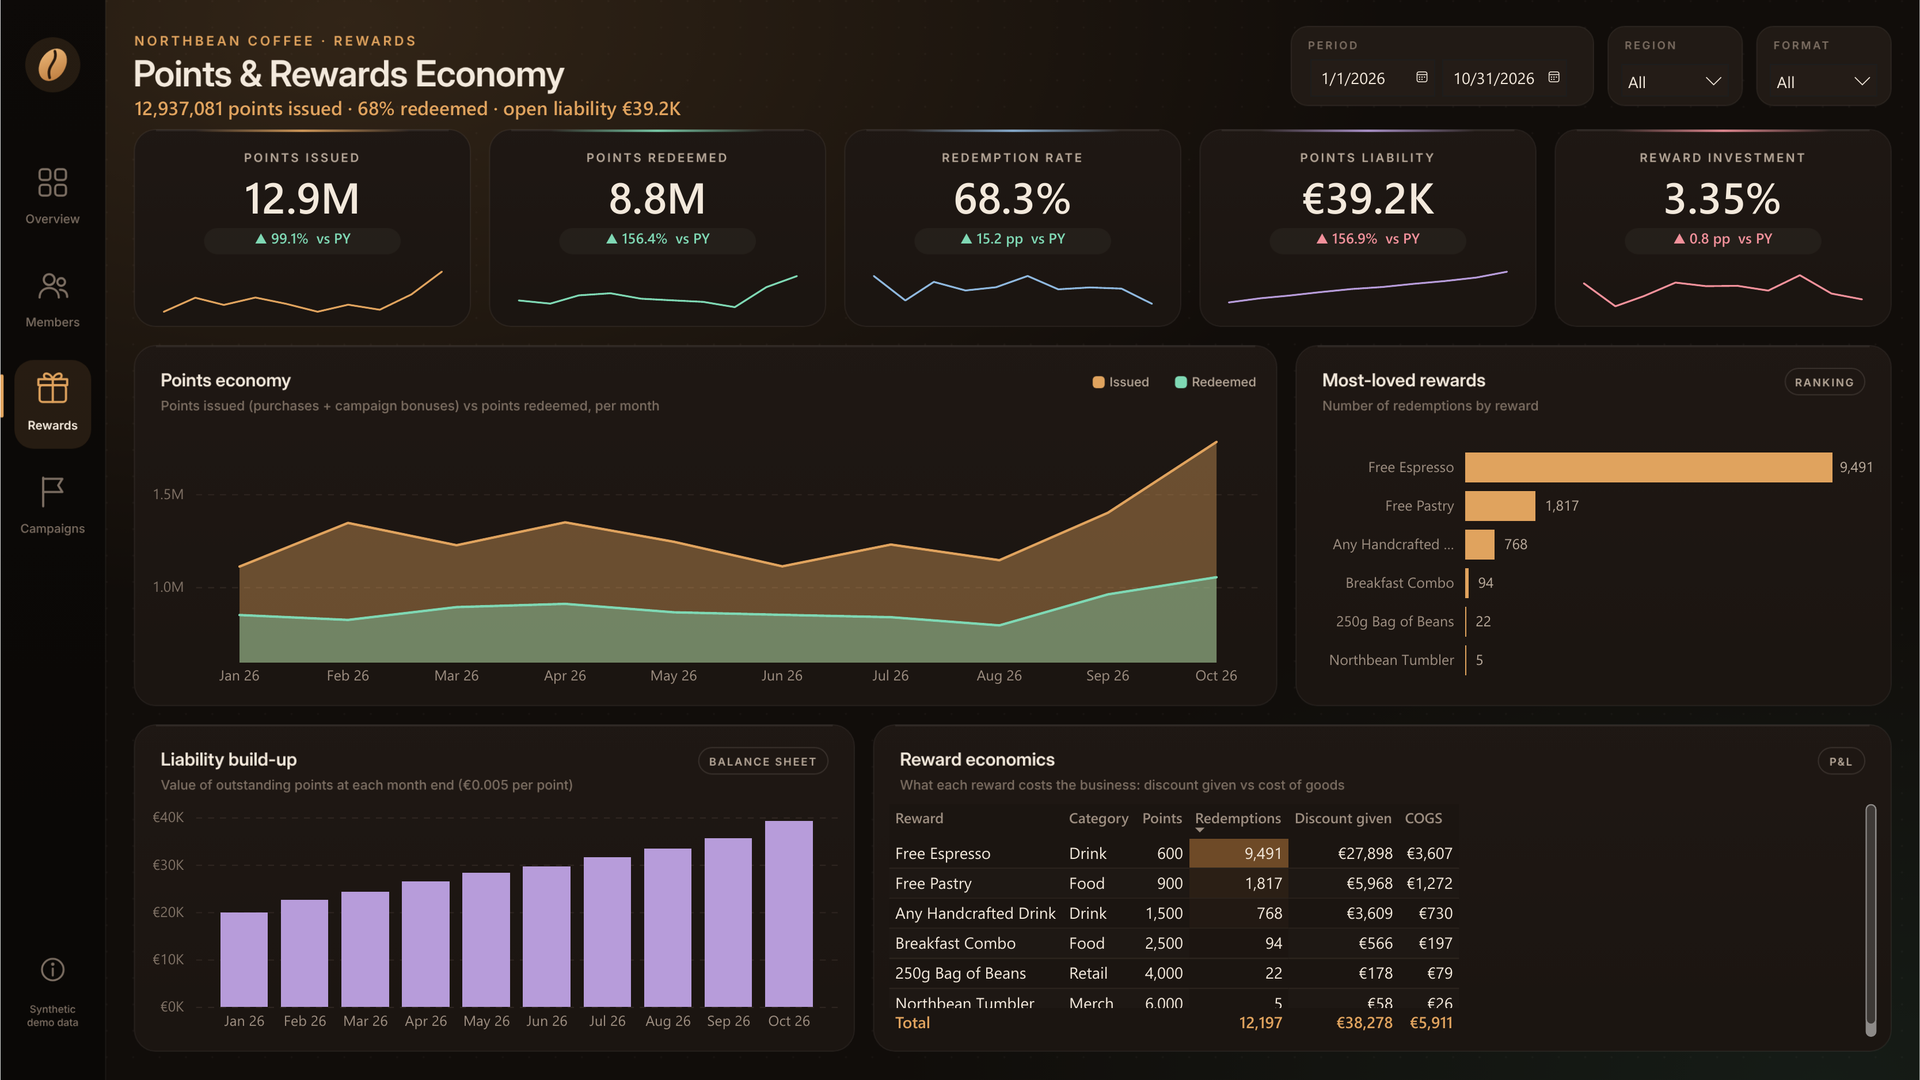 NORTHBEAN COFFEE · REWARDS
Points & Rewards Economy
12,937,081 points issued · 68% redeemed · open liability €39.2K
PERIOD
1/1/2026 10/31/2026
REGION
All
FORMAT
All
Overview
Members
Rewards
Campaigns
Synthetic
demo data
POINTS ISSUED
12.9M
▲ 99.1% vs PY
POINTS REDEEMED
8.8M
▲ 156.4% vs PY
REDEMPTION RATE
68.3%
▲ 15.2 pp vs PY
POINTS LIABILITY
€39.2K
▲ 156.9% vs PY
REWARD INVESTMENT
3.35%
▲ 0.8 pp vs PY
Points economy
Points issued (purchases + campaign bonuses) vs points redeemed, per month
Issued Redeemed
1.5M
1.0M
Jan 26 Feb 26 Mar 26 Apr 26 May 26 Jun 26 Jul 26 Aug 26 Sep 26 Oct 26
Most-loved rewards
RANKING
Number of redemptions by reward
Free Espresso 9,491
Free Pastry 1,817
Any Handcrafted ... 768
Breakfast Combo 94
250g Bag of Beans 22
Northbean Tumbler 5
Liability build-up
BALANCE SHEET
Value of outstanding points at each month end (€0.005 per point)
€40K
€30K
€20K
€10K
€0K
Jan 26 Feb 26 Mar 26 Apr 26 May 26 Jun 26 Jul 26 Aug 26 Sep 26 Oct 26
Reward economics
P&L
What each reward costs the business: discount given vs cost of goods
Reward Category Points Redemptions Discount given COGS
Free Espresso Drink 600 9,491 €27,898 €3,607
Free Pastry Food 900 1,817 €5,968 €1,272
Any Handcrafted Drink Drink 1,500 768 €3,609 €730
Breakfast Combo Food 2,500 94 €566 €197
250g Bag of Beans Retail 4,000 22 €178 €79
Northbean Tumbler Merch 6,000 5 €58 €26
Total 12,197 €38,278 €5,911